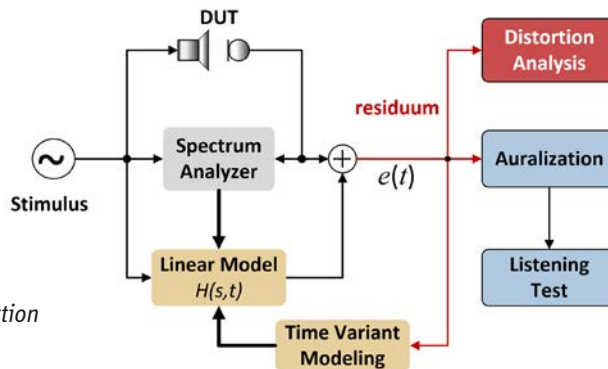 DUT
Distortion
Analysis
residuum
Spectrum
Analyzer
Stimulus
e(t)
Auralization
Linear Model
H(s,t)
Listening
Test
Time Variant
Modeling